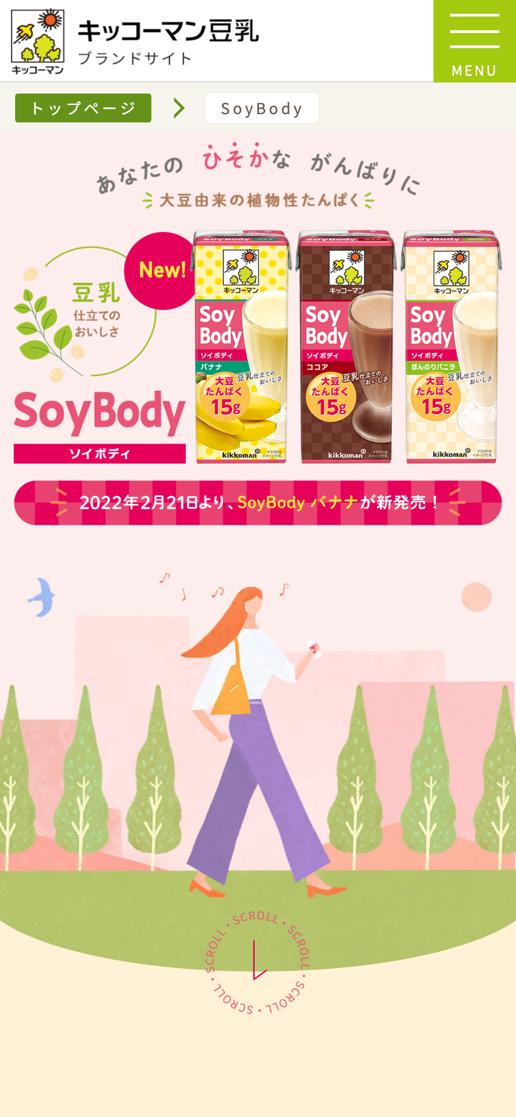 キッコーマン
キッコーマン豆乳
ブランドサイト
MENU
トップページ
SoyBody
あなたの ひそかな がんばりに
大豆由来の植物性たんぱく
New!
豆乳
仕立ての
おいしさ
SoyBody
ソイボディ
キッコーマン
Soy
Body
ソイボディ
バナナ
豆乳仕立ての
おいしさ
大豆
たんぱく
15g
kikkoman
キッコーマン
Soy
Body
ソイボディ
ココア
豆乳仕立ての
おいしさ
大豆
たんぱく
15g
kikkoman
キッコーマン
Soy
Body
ソイボディ
ほんのりバニラ
豆乳仕立ての
おいしさ
大豆
たんぱく
15g
kikkoman
2022年2月21日より、SoyBody バナナが新発売！
SCROLL・SCROLL・SCROLL・SCROLL・SCROLL・